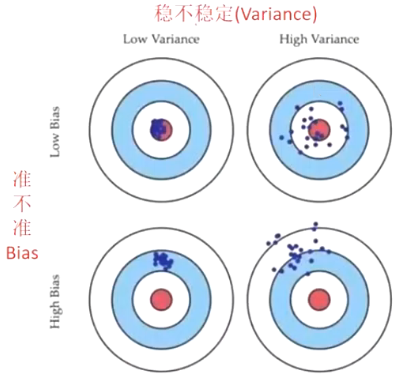 稳不稳定(Variance)
Low Variance
High Variance
Low Bias
准
不
准
Bias
High Bias